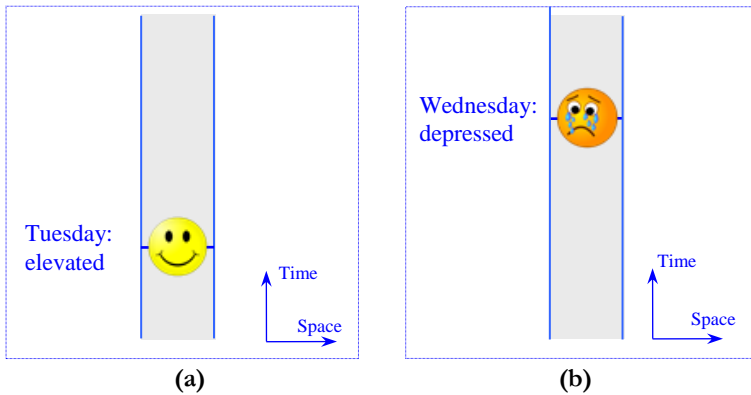 Tuesday:
elevated
Time
Space
(a)
Wednesday:
depressed
Time
Space
(b)